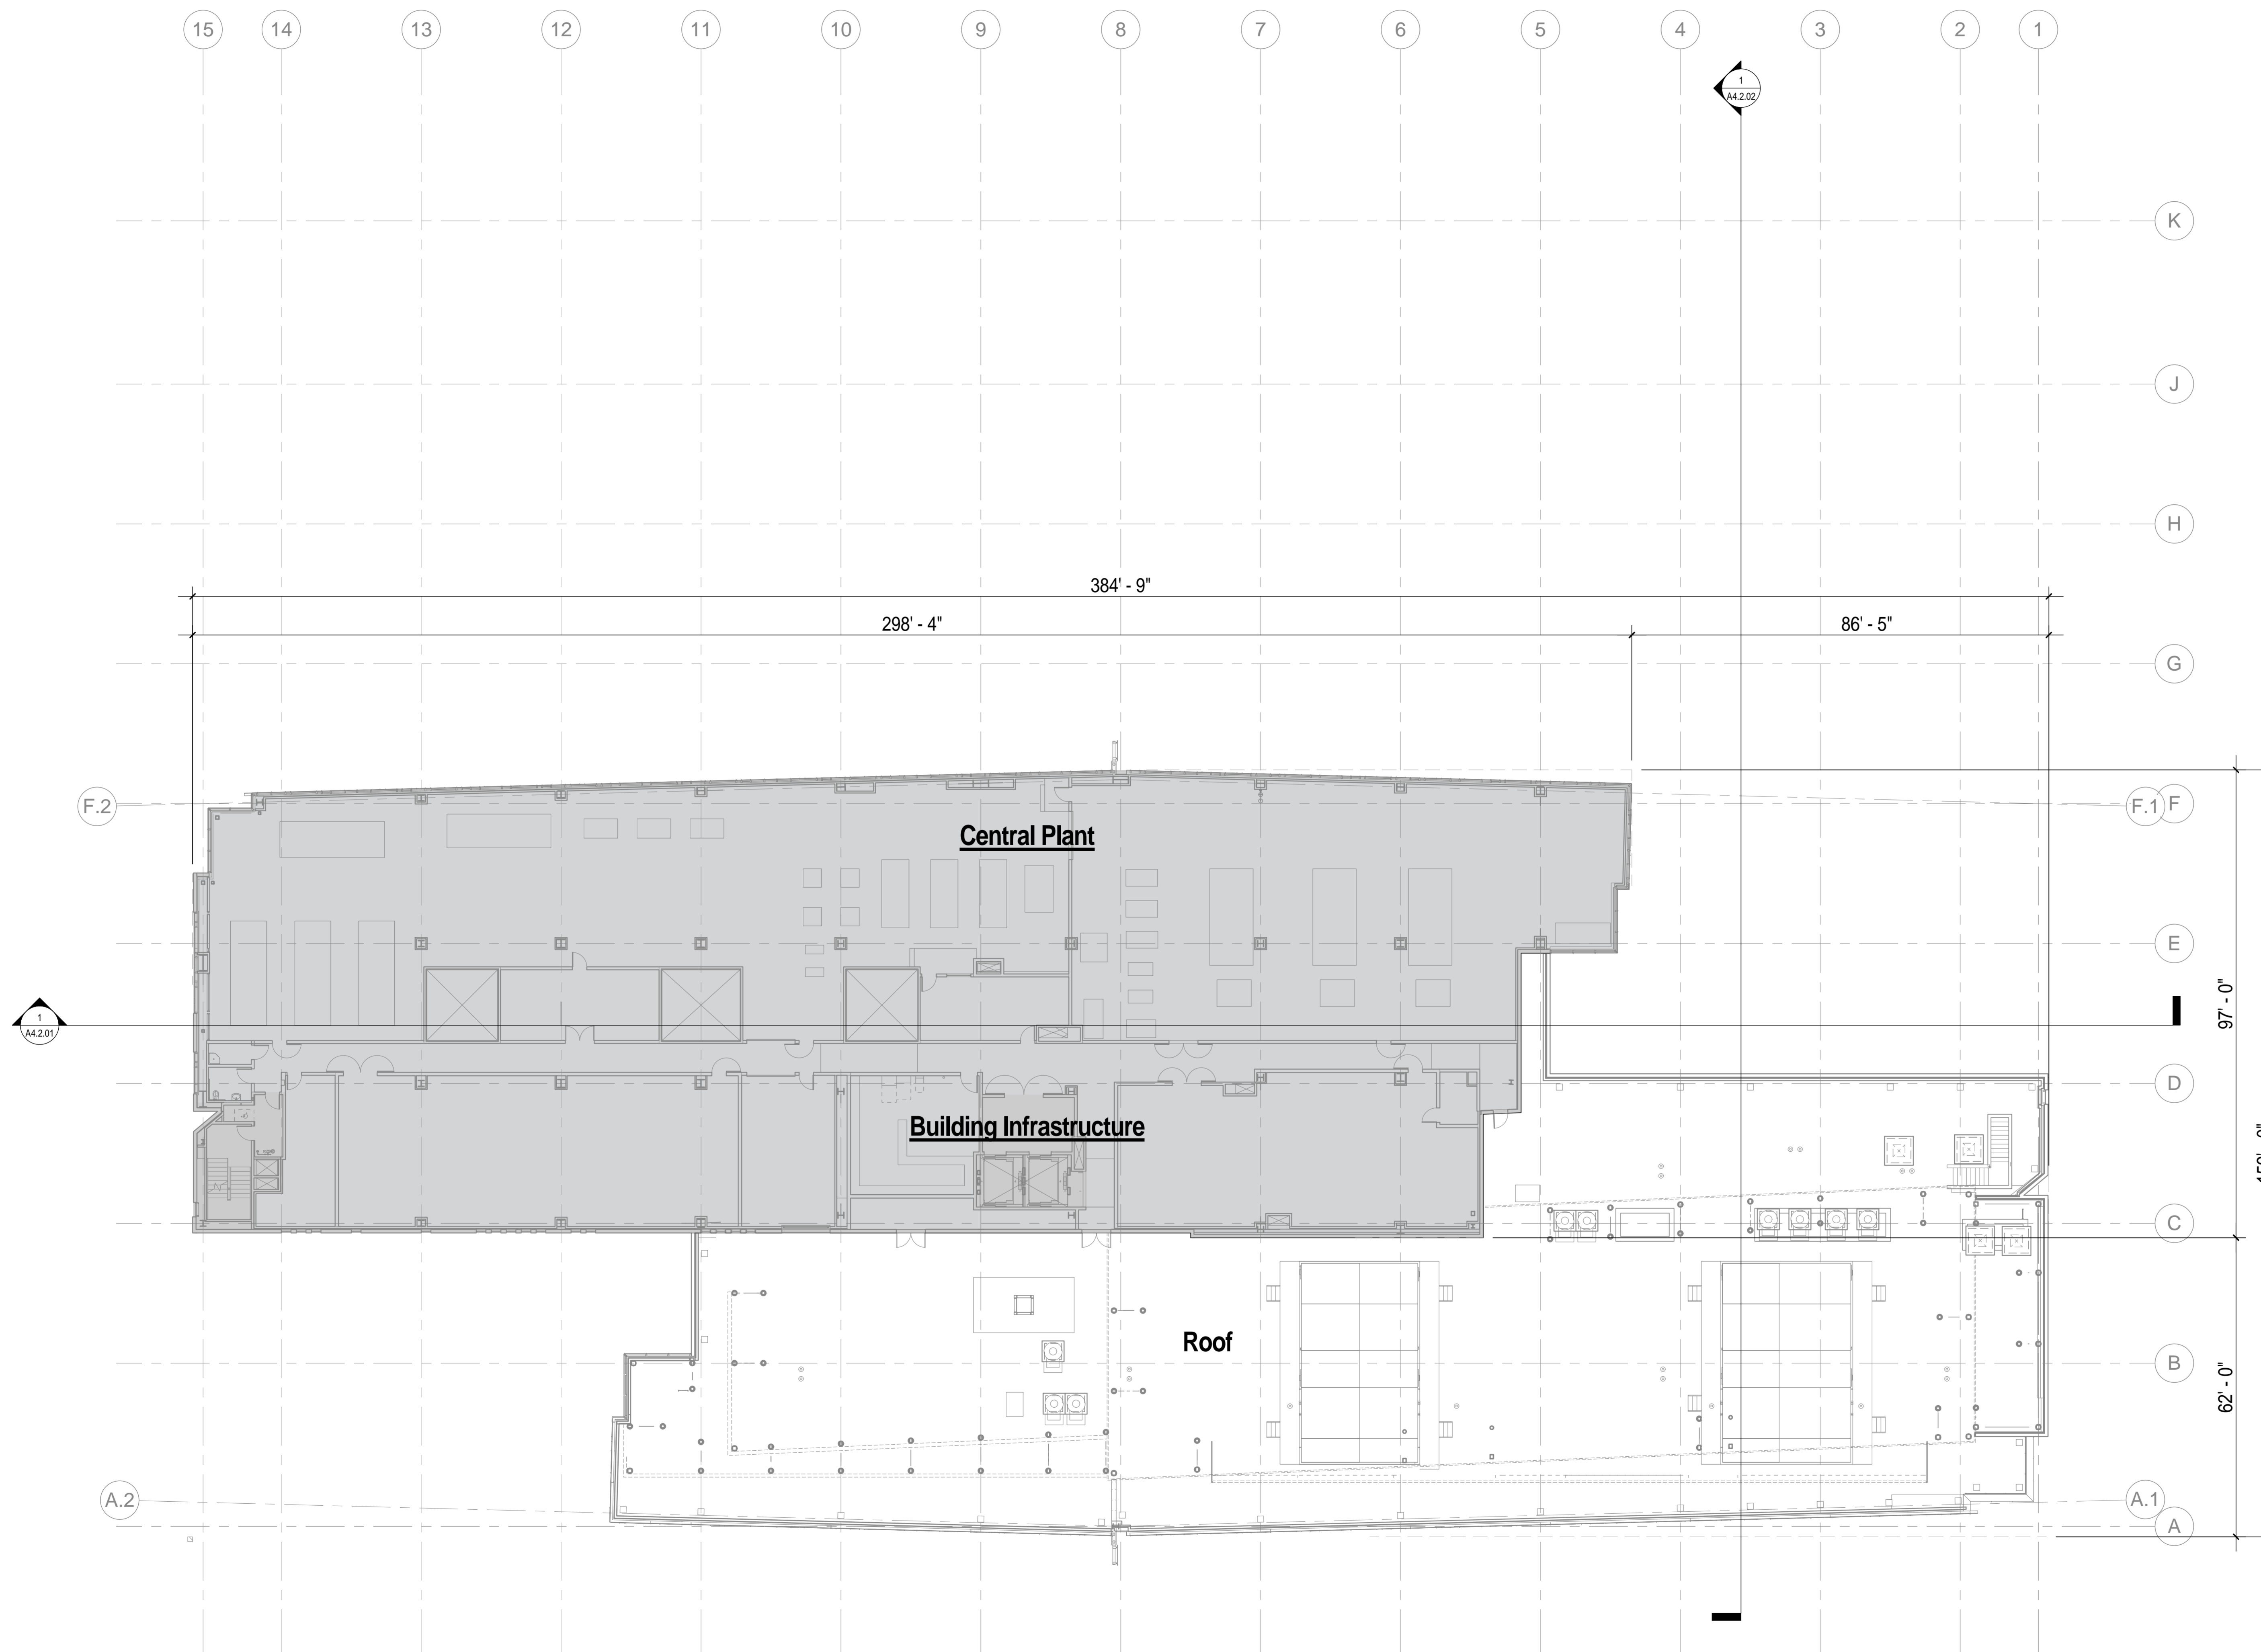 15 14 13 12 11 10 9 8 7 6 5 4 3 2 1
1
A4.2.02
K
J
H
384' - 9"
298' - 4" 86' - 5"
G
F.2 F.1 F
Central Plant
E
1
A4.2.01
97' - 0"
D
Building Infrastructure
C
Roof
B
62' - 0"
A.2 A.1
A